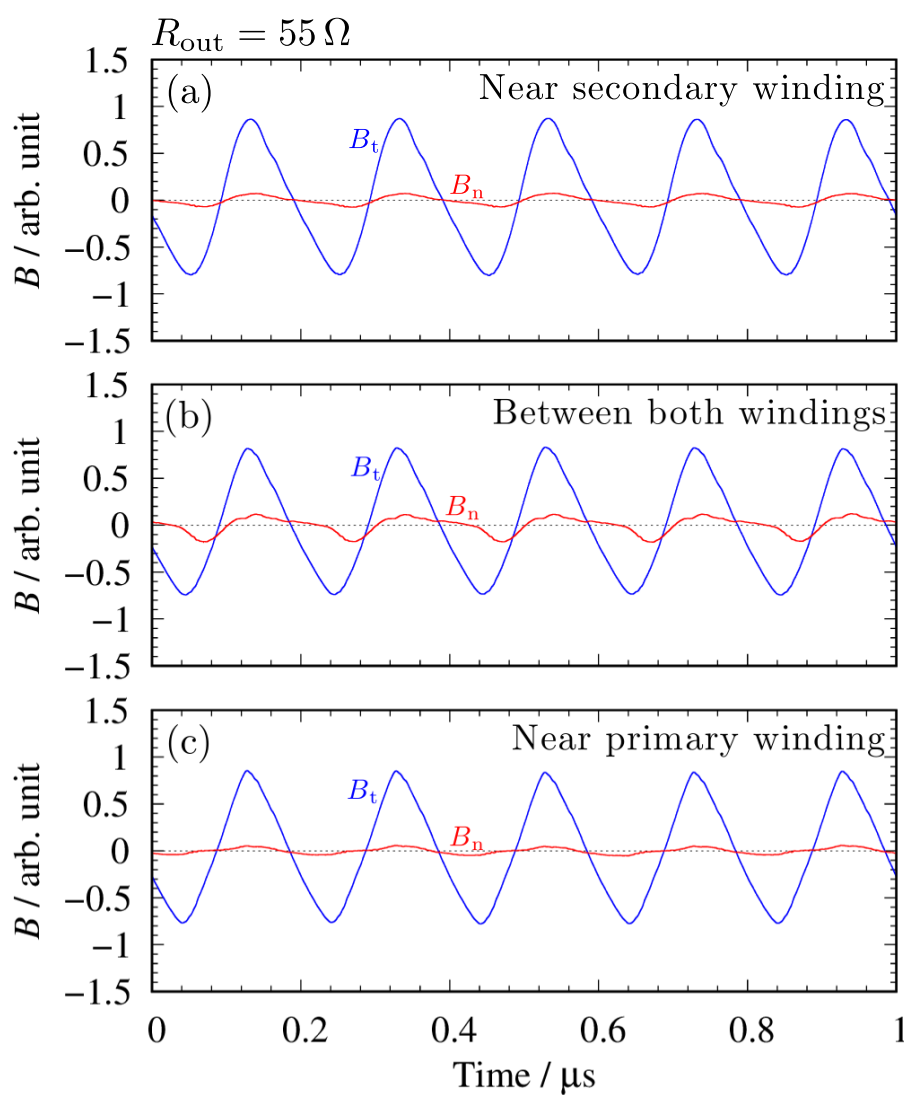 R_out = 55 Ω
(a) Near secondary winding
1.5
1
0.5
0
−0.5
−1
−1.5
B / arb. unit
B_t
B_n
(b) Between both windings
1.5
1
0.5
0
−0.5
−1
−1.5
B / arb. unit
B_t
B_n
(c) Near primary winding
1.5
1
0.5
0
−0.5
−1
−1.5
B / arb. unit
B_t
B_n
0 0.2 0.4 0.6 0.8 1
Time / μs